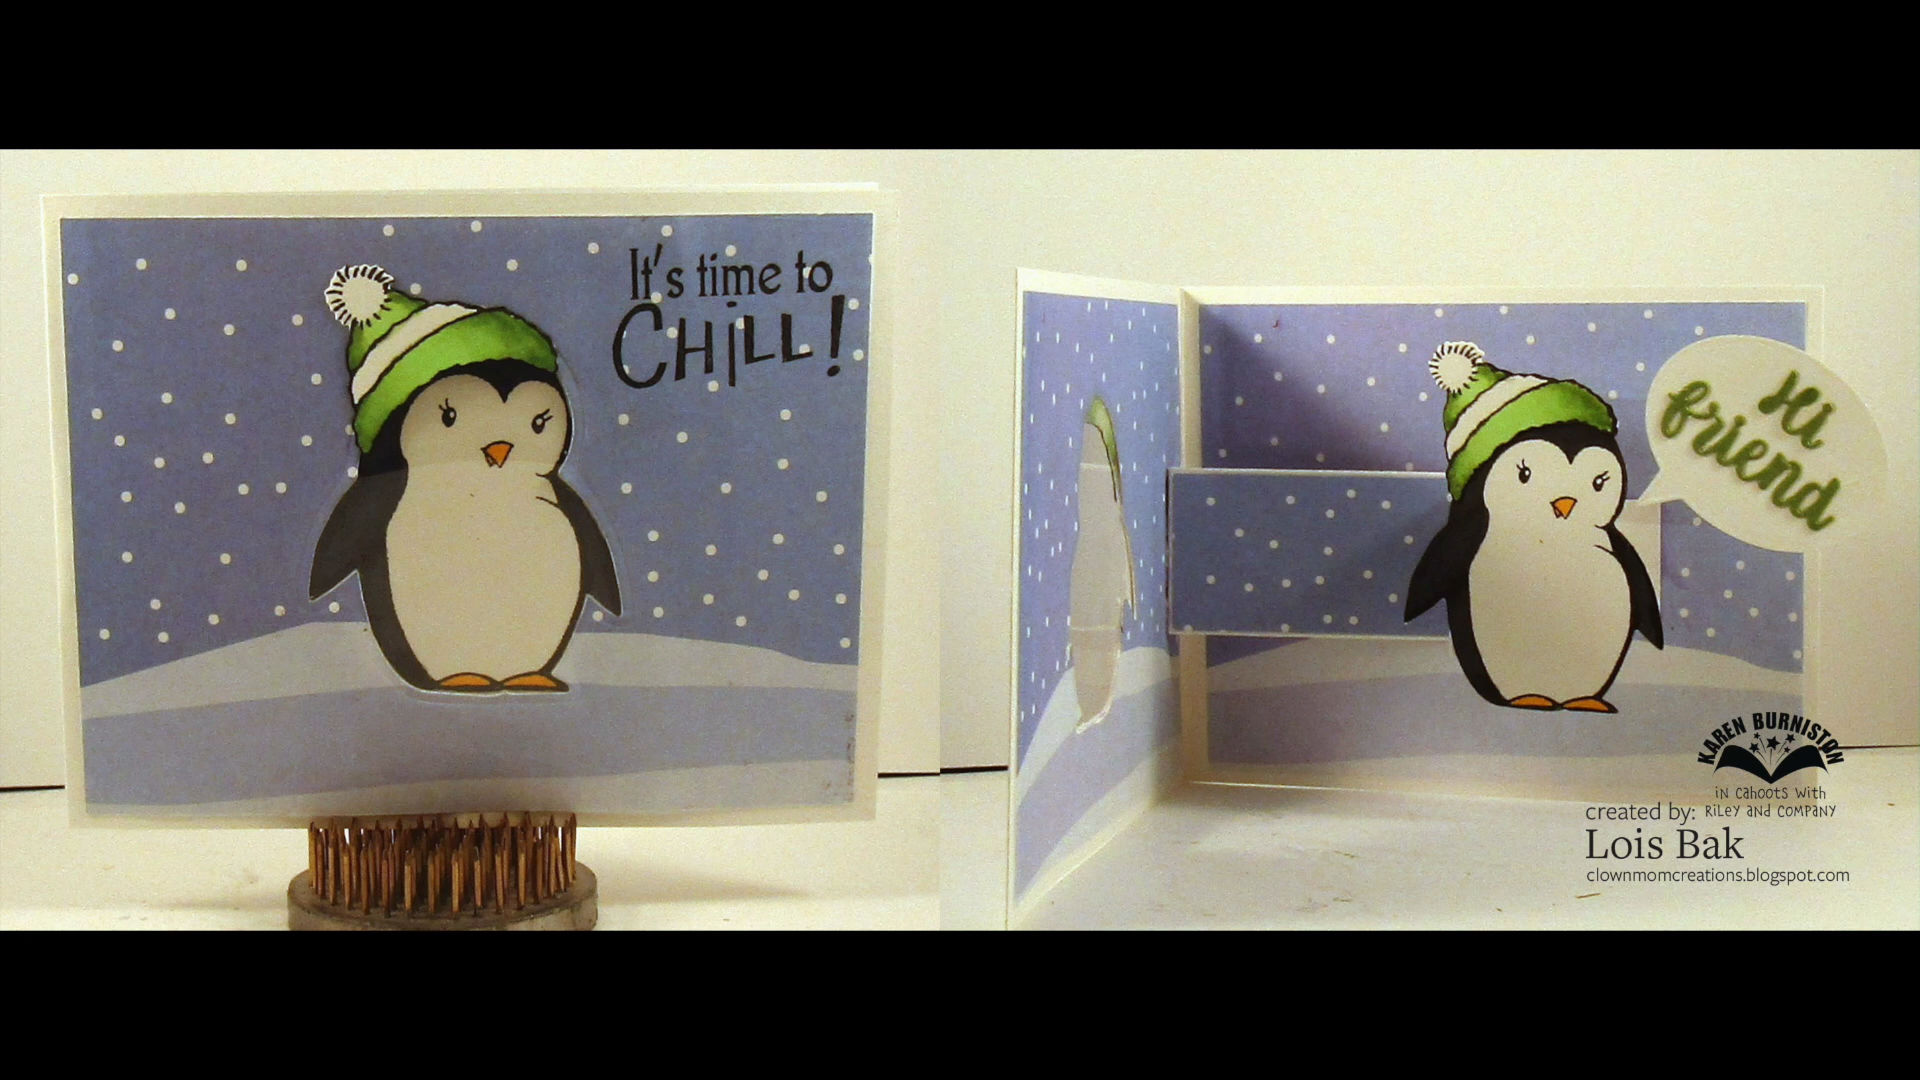 It's time to
CHILL!
Hi
friend
KAREN BURNISTON
in cahoots with
created by: RILEY AND COMPANY
Lois Bak
clownmomcreations.blogspot.com